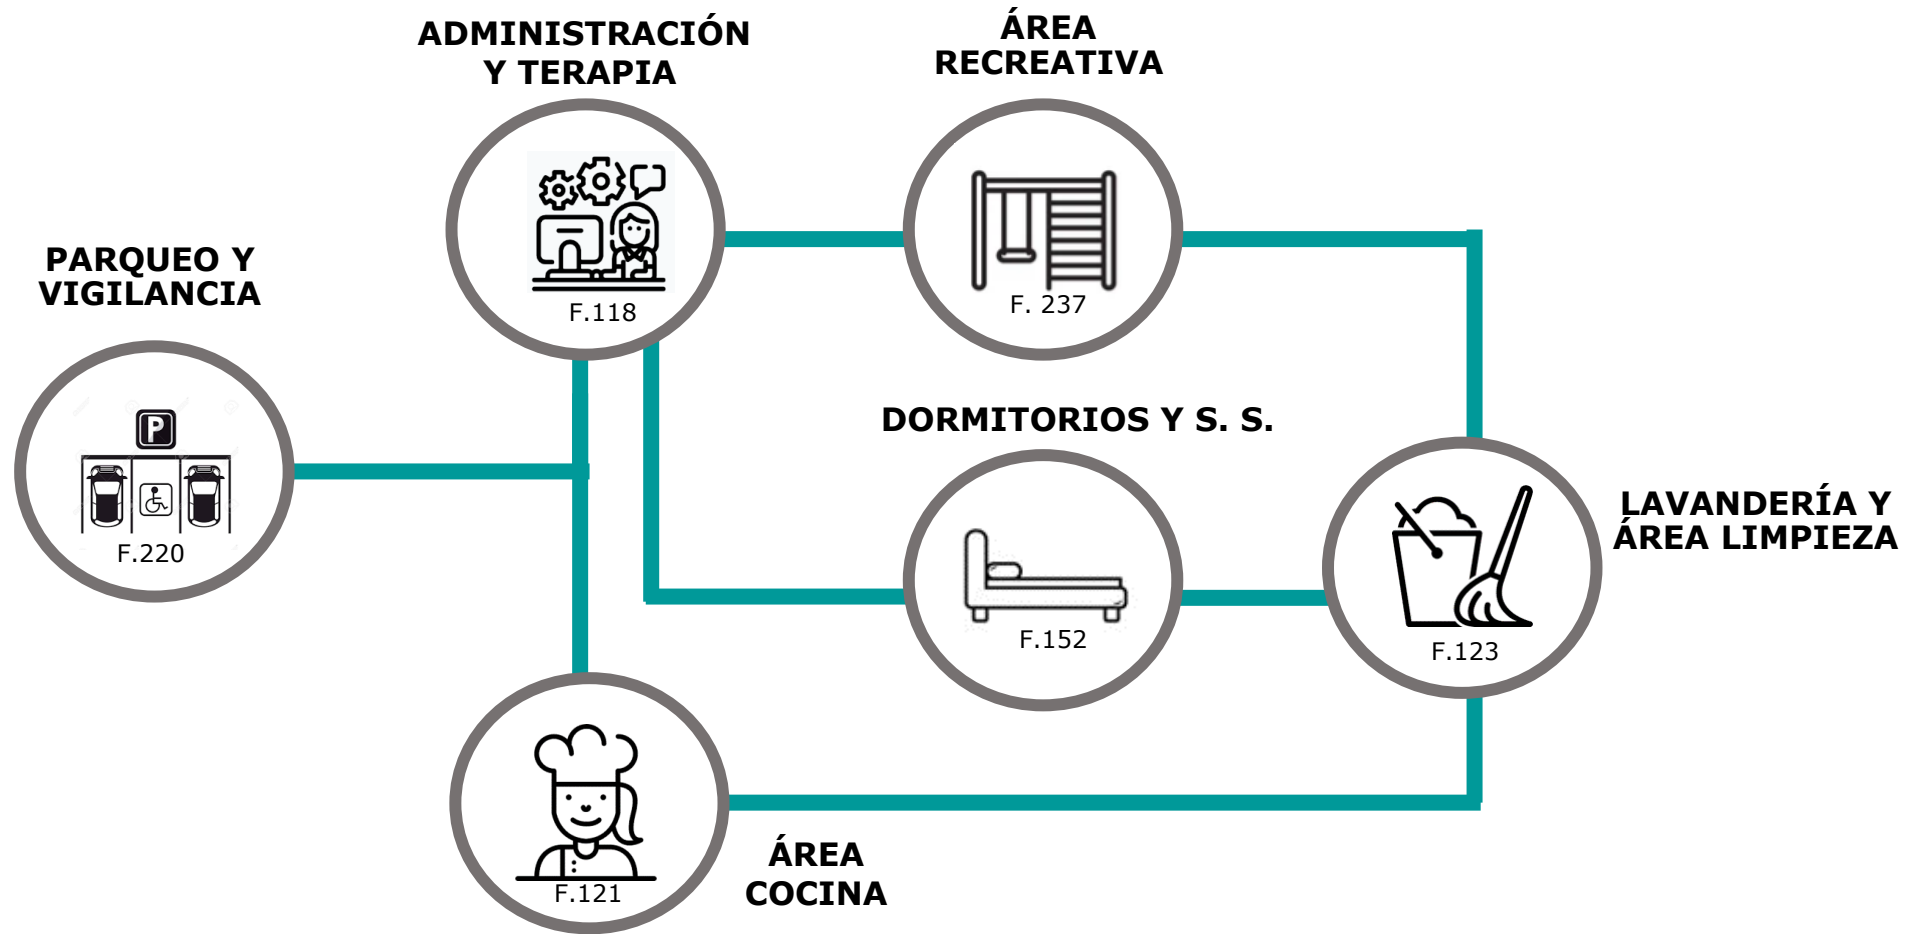 ADMINISTRACIÓN
Y TERAPIA
F.118
ÁREA
RECREATIVA
F. 237
PARQUEO Y
VIGILANCIA
P
F.220
DORMITORIOS Y S. S.
F.152
LAVANDERÍA Y
ÁREA LIMPIEZA
F.123
F.121
ÁREA
COCINA